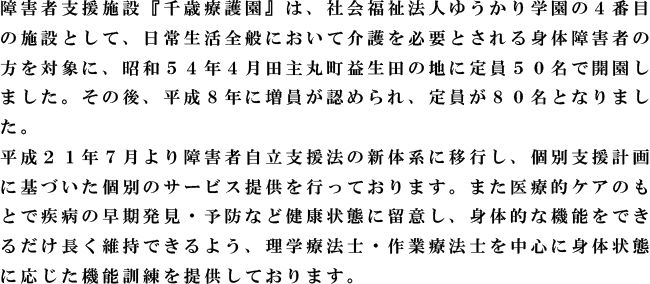 障害者支援施設『千歳療護園』は、社会福祉法人ゆうかり学園の４番目
の施設として、日常生活全般において介護を必要とされる身体障害者の
方を対象に、昭和５４年４月田主丸町益生田の地に定員５０名で開園し
ました。その後、平成８年に増員が認められ、定員が８０名となりまし
た。
平成２１年７月より障害者自立支援法の新体系に移行し、個別支援計画
に基づいた個別のサービス提供を行っております。また医療的ケアのも
とで疾病の早期発見・予防など健康状態に留意し、身体的な機能をでき
るだけ長く維持できるよう、理学療法士・作業療法士を中心に身体状態
に応じた機能訓練を提供しております。